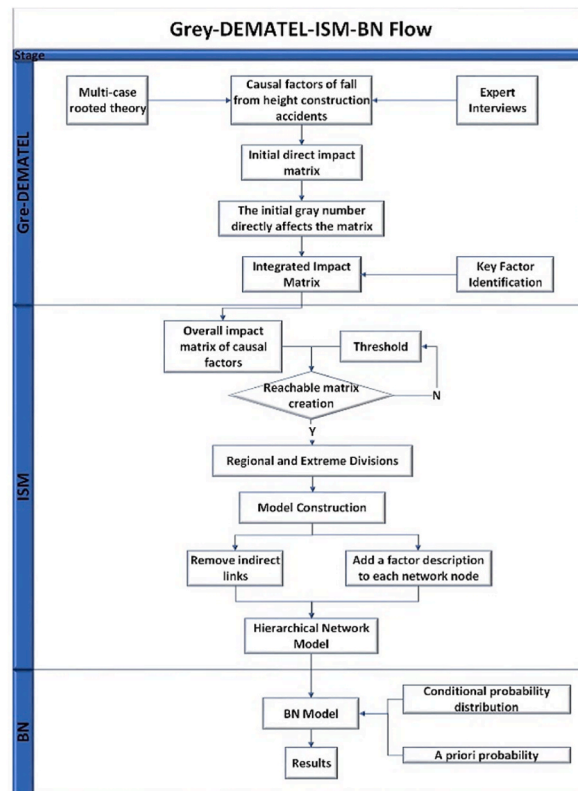 Grey-DEMATEL-ISM-BN Flow
Stage
Gre-DEMATEL
Multi-case
rooted theory
Causal factors of fall
from height construction
accidents
Expert
Interviews
Initial direct impact
matrix
The initial gray number
directly affects the matrix
Integrated Impact
Matrix
Key Factor
Identification
ISM
Overall impact
matrix of causal
factors
Threshold
Reachable matrix
creation
N
Y
Regional and Extreme Divisions
Model Construction
Remove indirect
links
Add a factor description
to each network node
Hierarchical Network
Model
BN
BN Model
Conditional probability
distribution
A priori probability
Results